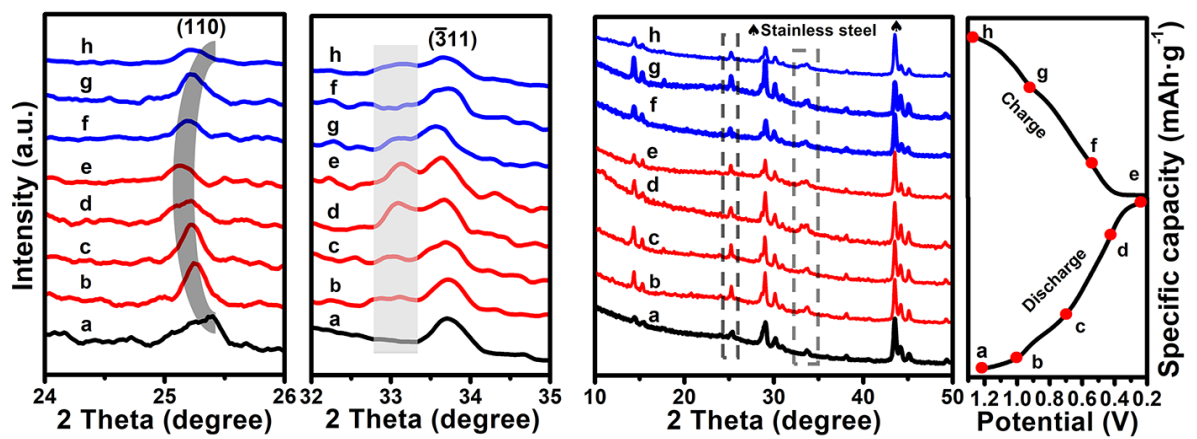 Intensity (a.u.)
(110)
h
g
f
e
d
c
b
a
24 25 26
2 Theta (degree)
(3̅11)
h
f
g
e
d
c
b
a
32 33 34 35
2 Theta (degree)
♠Stainless steel ♠
h
g
f
e
d
c
b
a
10 20 30 40 50
2 Theta (degree)
h
g
Charge
f
e
d
Discharge
c
a
b
1.2 1.0 0.8 0.6 0.4 0.2
Potential (V)
Specific capacity (mAh·g⁻¹)